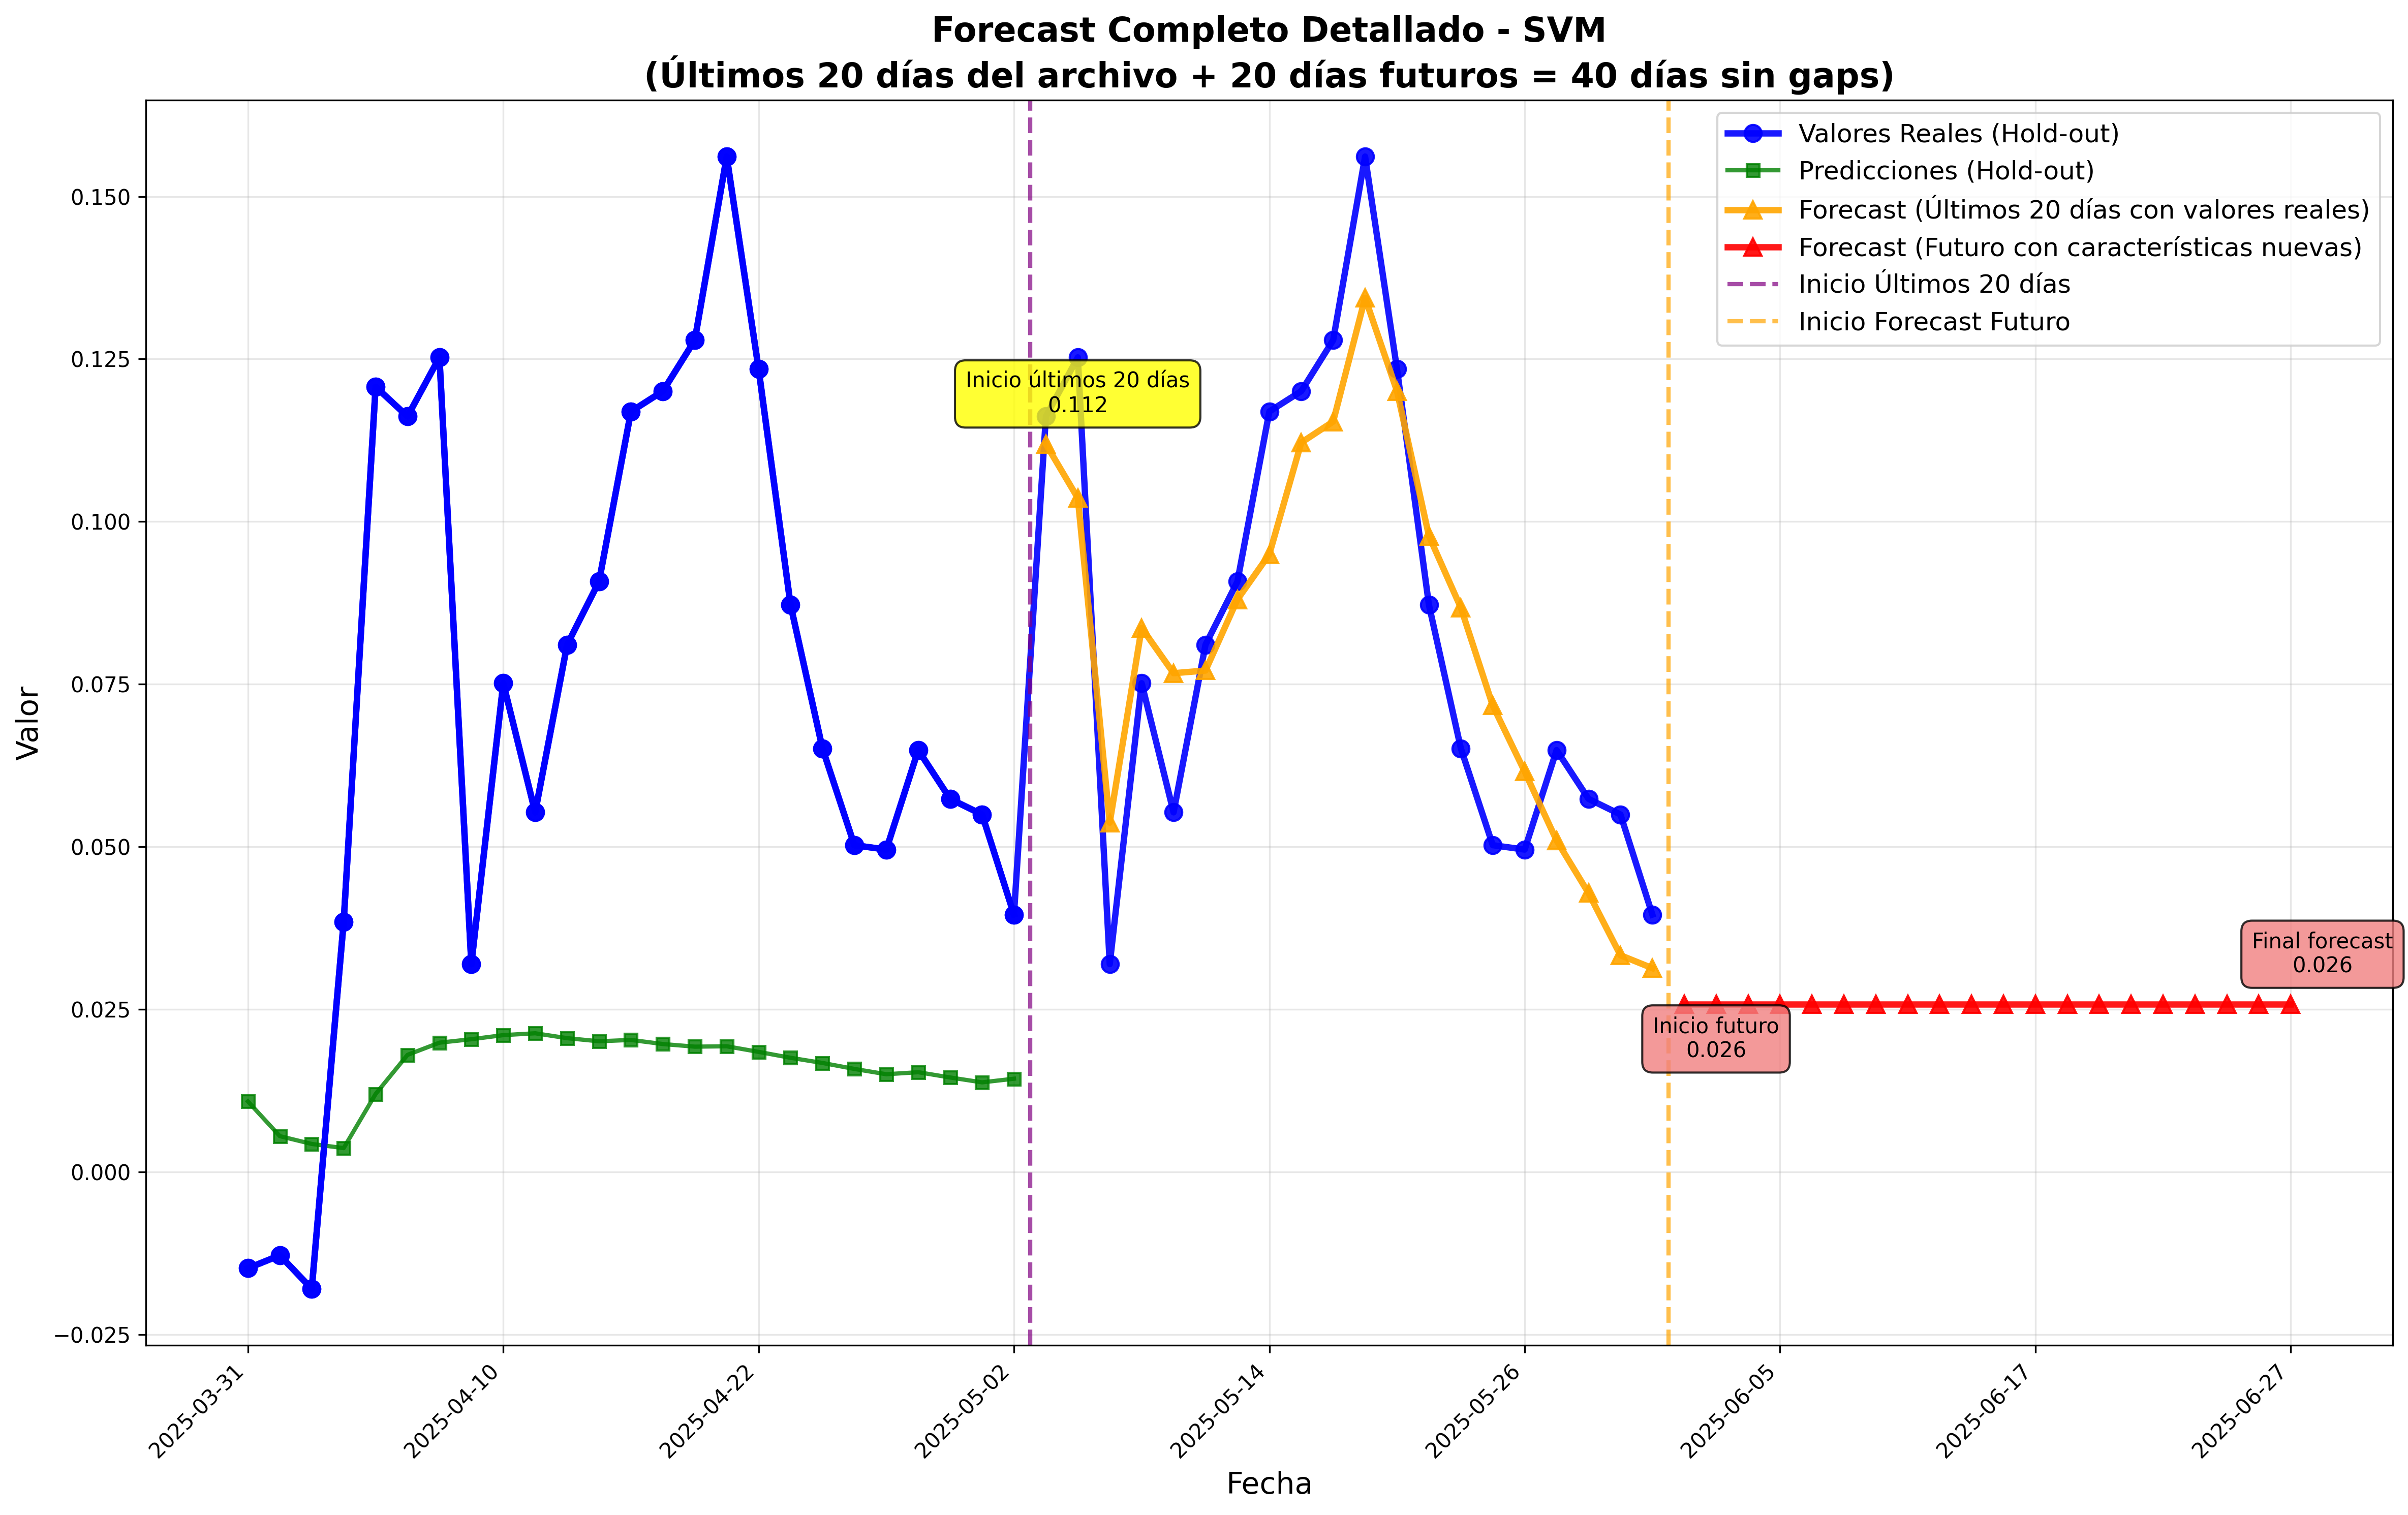 Forecast Completo Detallado - SVM
(Últimos 20 días del archivo + 20 días futuros = 40 días sin gaps)
Valores Reales (Hold-out)
Predicciones (Hold-out)
Forecast (Últimos 20 días con valores reales)
Forecast (Futuro con características nuevas)
Inicio Últimos 20 días
Inicio Forecast Futuro
Valor
0.150
0.125
0.100
0.075
0.050
0.025
0.000
−0.025
Inicio últimos 20 días
0.112
Final forecast
0.026
Inicio futuro
0.026
2025-03-31
2025-04-10
2025-04-22
2025-05-02
2025-05-14
2025-05-26
2025-06-05
2025-06-17
2025-06-27
Fecha